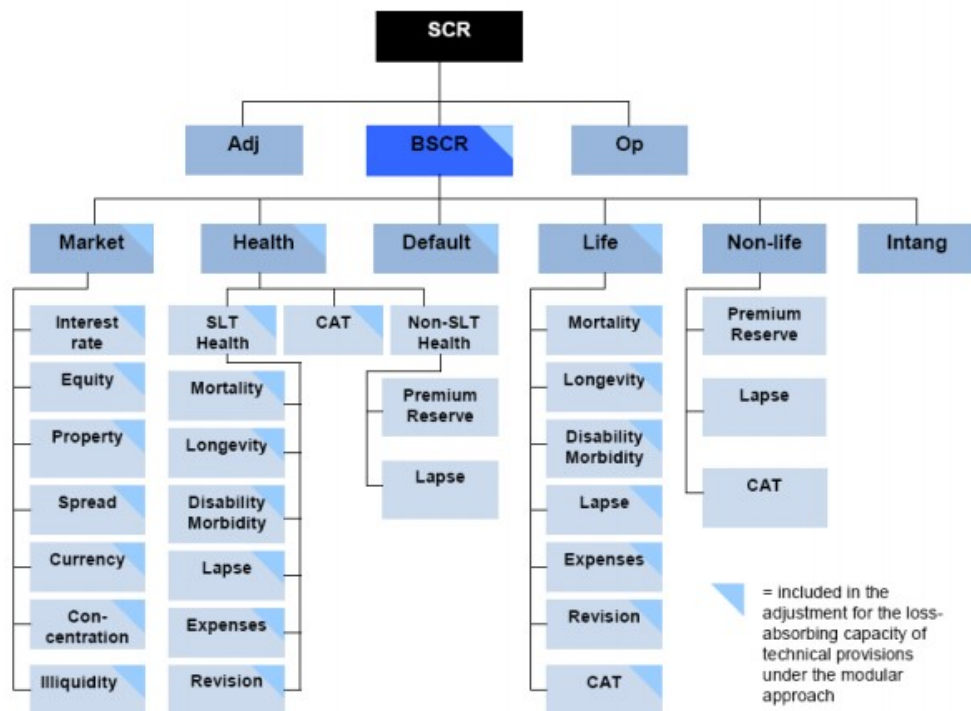 SCR
Adj
BSCR
Op
Market
Health
Default
Life
Non-life
Intang
Interest
rate
Equity
Property
Spread
Currency
Con-
centration
Illiquidity
SLT
Health
CAT
Non-SLT
Health
Mortality
Longevity
Disability
Morbidity
Lapse
Expenses
Revision
Premium
Reserve
Lapse
Mortality
Longevity
Disability
Morbidity
Lapse
Expenses
Revision
CAT
Premium
Reserve
Lapse
CAT
= included in the
adjustment for the loss-
absorbing capacity of
technical provisions
under the modular
approach